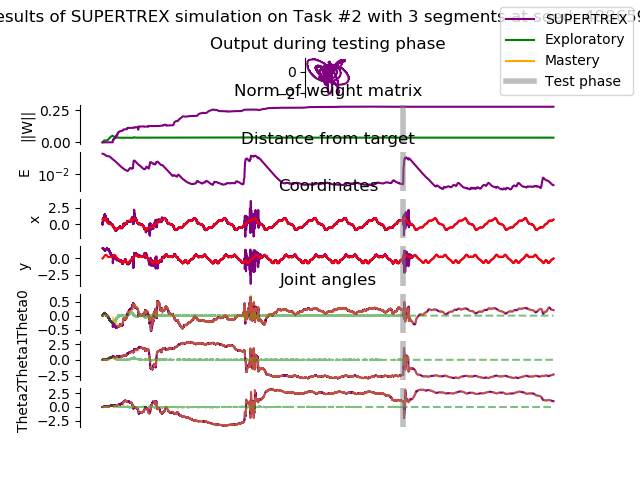 esults of SUPERTREX simulation on Task #2 with 3 segments at seed
SUPERTREX
Exploratory
Mastery
Test phase
Output during testing phase
0
−2
Norm of weight matrix
0.25
0.00
||W||
Distance from target
10−2
E
Coordinates
2.5
0.0
x
0.0
−2.5
y
Joint angles
0.5
0.0
−0.5
Theta0
2.5
0.0
−2.5
Theta1
0.0
−2.5
Theta2